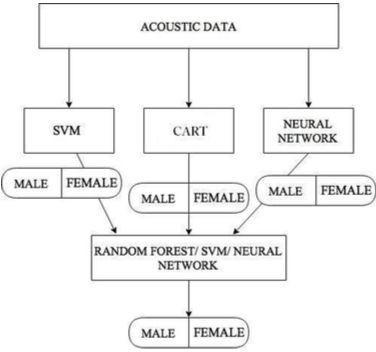 ACOUSTIC DATA
SVM
CART
NEURAL
NETWORK
MALE FEMALE
MALE FEMALE
MALE FEMALE
RANDOM FOREST/ SVM/ NEURAL
NETWORK
MALE FEMALE